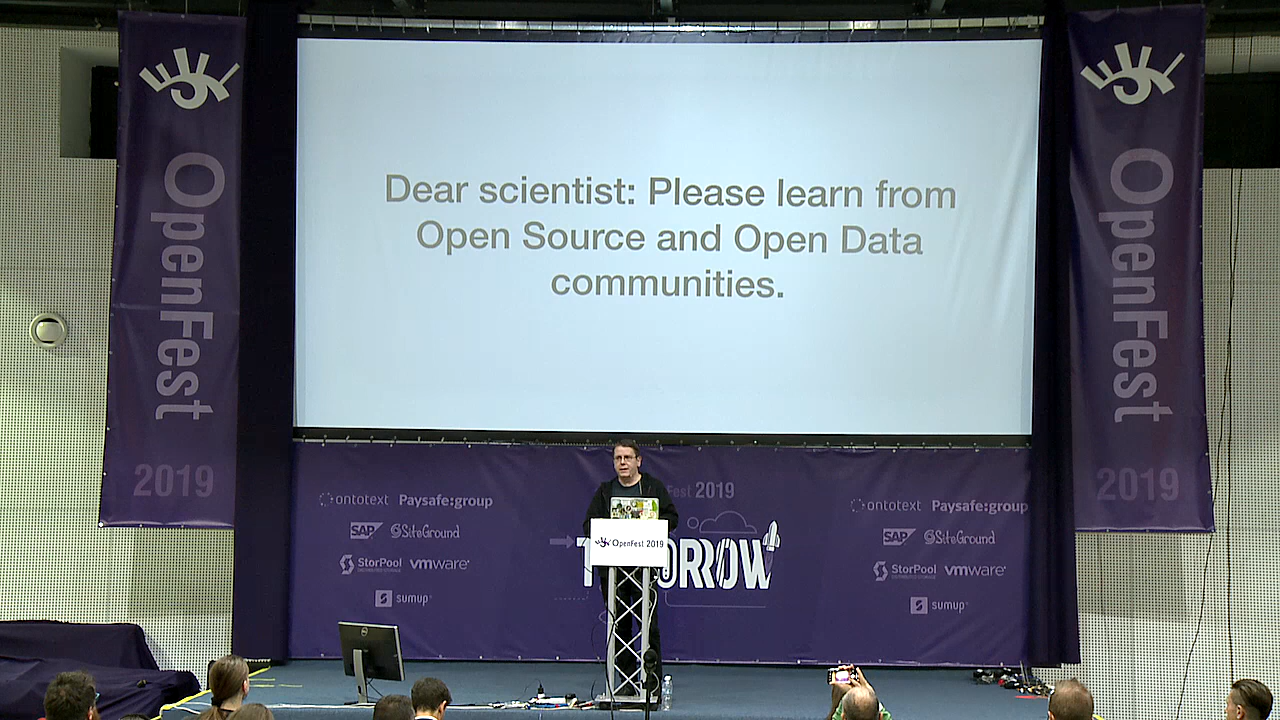 Dear scientist: Please learn from
Open Source and Open Data
communities.
OpenFest
2019
OpenFest
2019
Fest 2019
ontotext Paysafe:group
SAP SiteGround
StorPool vmware
sumup
OpenFest 2019
ORROW
ontotext Paysafe:group
SAP SiteGround
StorPool vmware
sumup